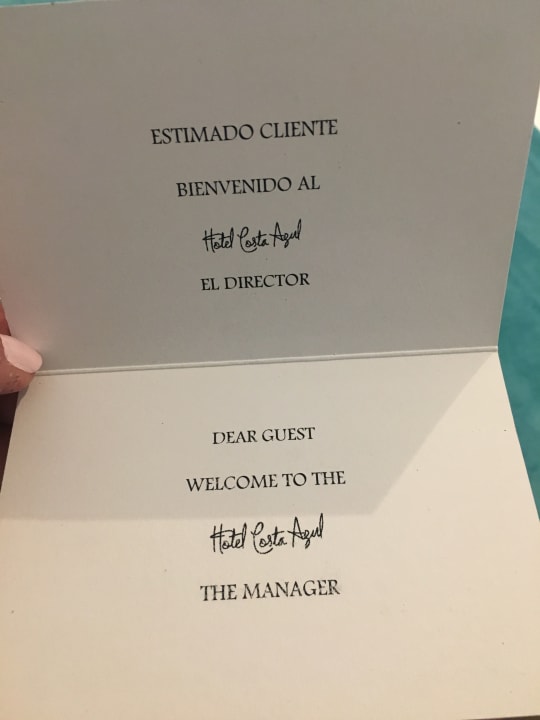 ESTIMADO CLIENTE
BIENVENIDO AL
Hotel Costa Azul
EL DIRECTOR
DEAR GUEST
WELCOME TO THE
Hotel Costa Azul
THE MANAGER